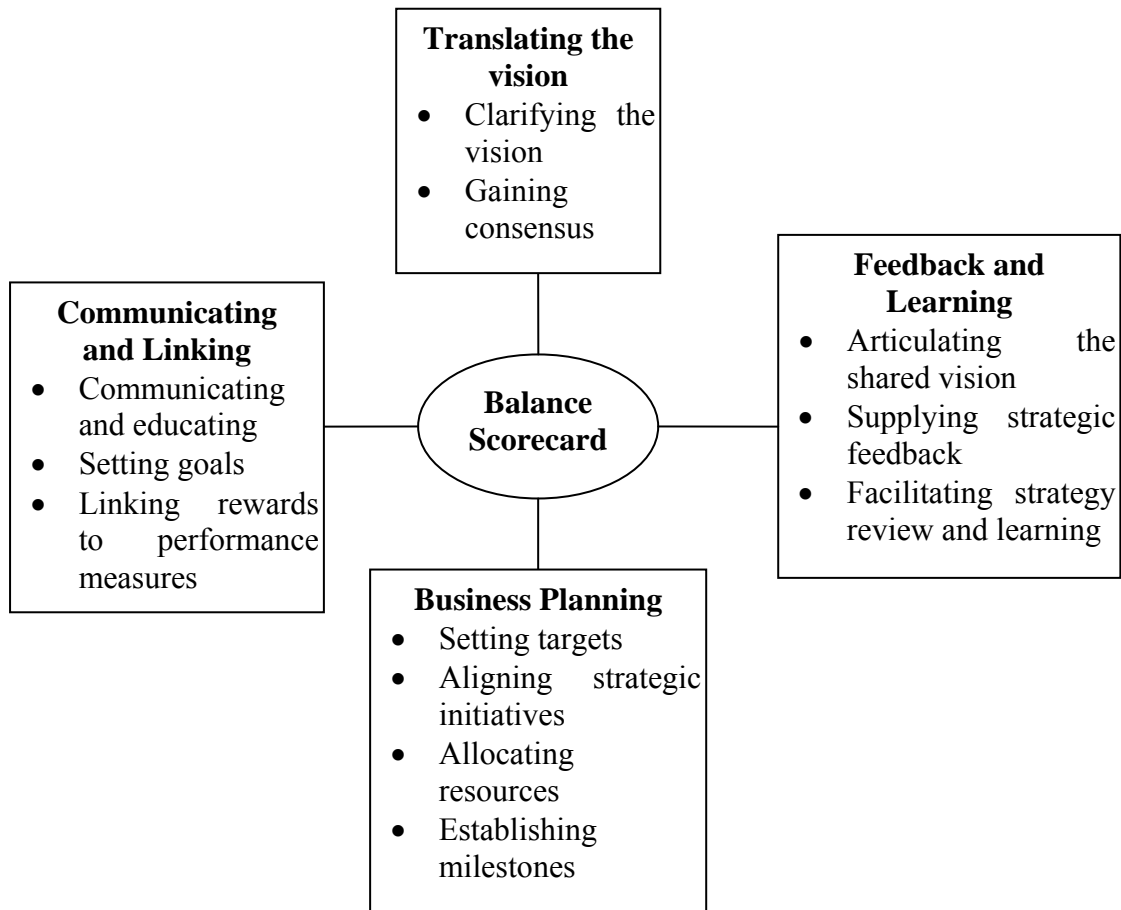 Translating the
vision
• Clarifying the
vision
• Gaining
consensus
Communicating
and Linking
• Communicating
and educating
• Setting goals
• Linking rewards
to performance
measures
Balance
Scorecard
Feedback and
Learning
• Articulating the
shared vision
• Supplying strategic
feedback
• Facilitating strategy
review and learning
Business Planning
• Setting targets
• Aligning strategic
initiatives
• Allocating
resources
• Establishing
milestones